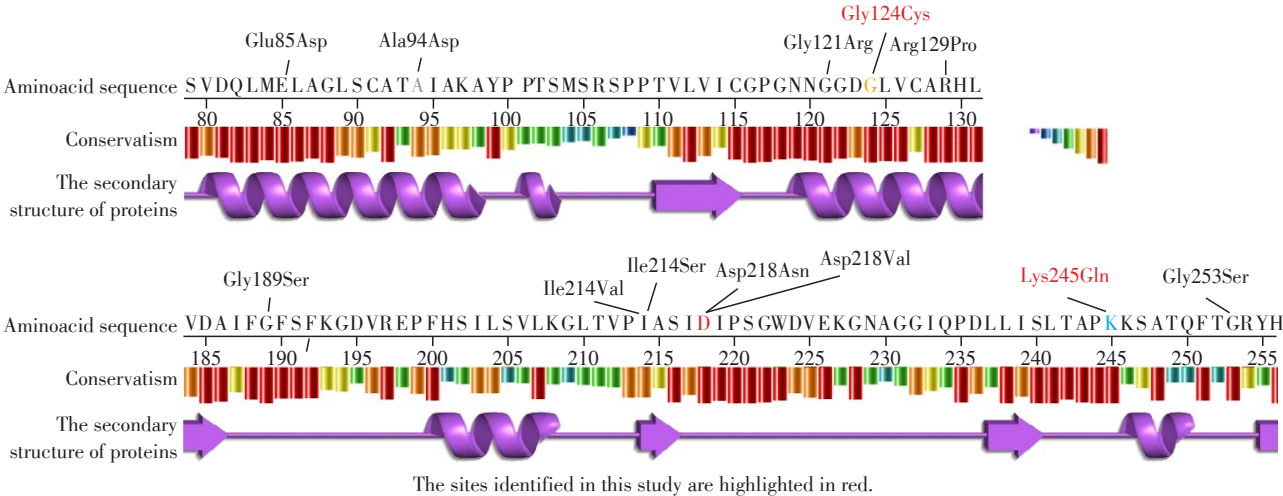 Gly124Cys
Glu85Asp Ala94Asp Gly121Arg Arg129Pro
Aminoacid sequence SVDQLMELAGLSCATAIAKAYPPTSMSRSPPTVLVICGPGNNGGDGLVCARHL
80 85 90 95 100 105 110 115 120 125 130
Conservatism
The secondary
structure of proteins
Gly189Ser Ile214Val Ile214Ser Asp218Asn Asp218Val Lys245Gln Gly253Ser
Aminoacid sequence VDAIFGFSFKGDVREPFHSILSVLKGLTVPIASIDIPSGWDVEKGNAGGIQPDLLISLTAPKKSATQFTGRYH
185 190 195 200 205 210 215 220 225 230 235 240 245 250 255
Conservatism
The secondary
structure of proteins
The sites identified in this study are highlighted in red.